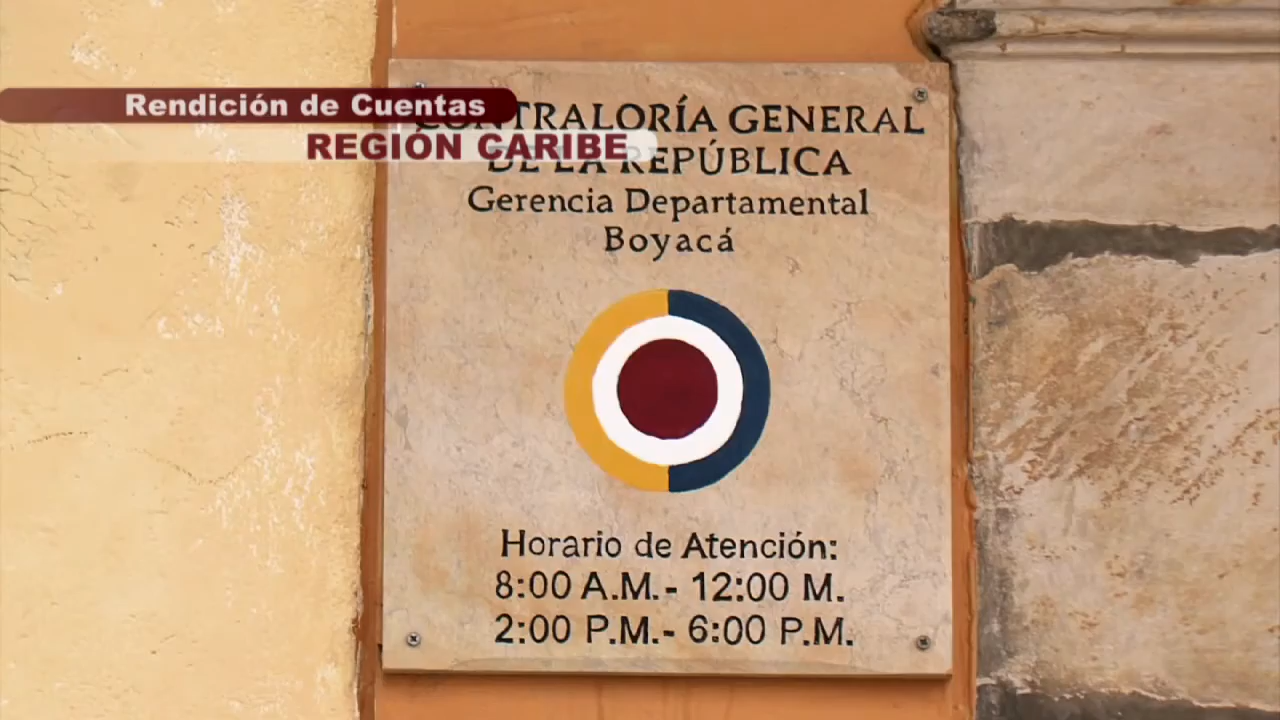 Rendición de Cuentas
REGIÓN CARIBE
CONTRALORÍA GENERAL
DE LA REPÚBLICA
Gerencia Departamental
Boyacá
Horario de Atención:
8:00 A.M.- 12:00 M.
2:00 P.M.- 6:00 P.M.